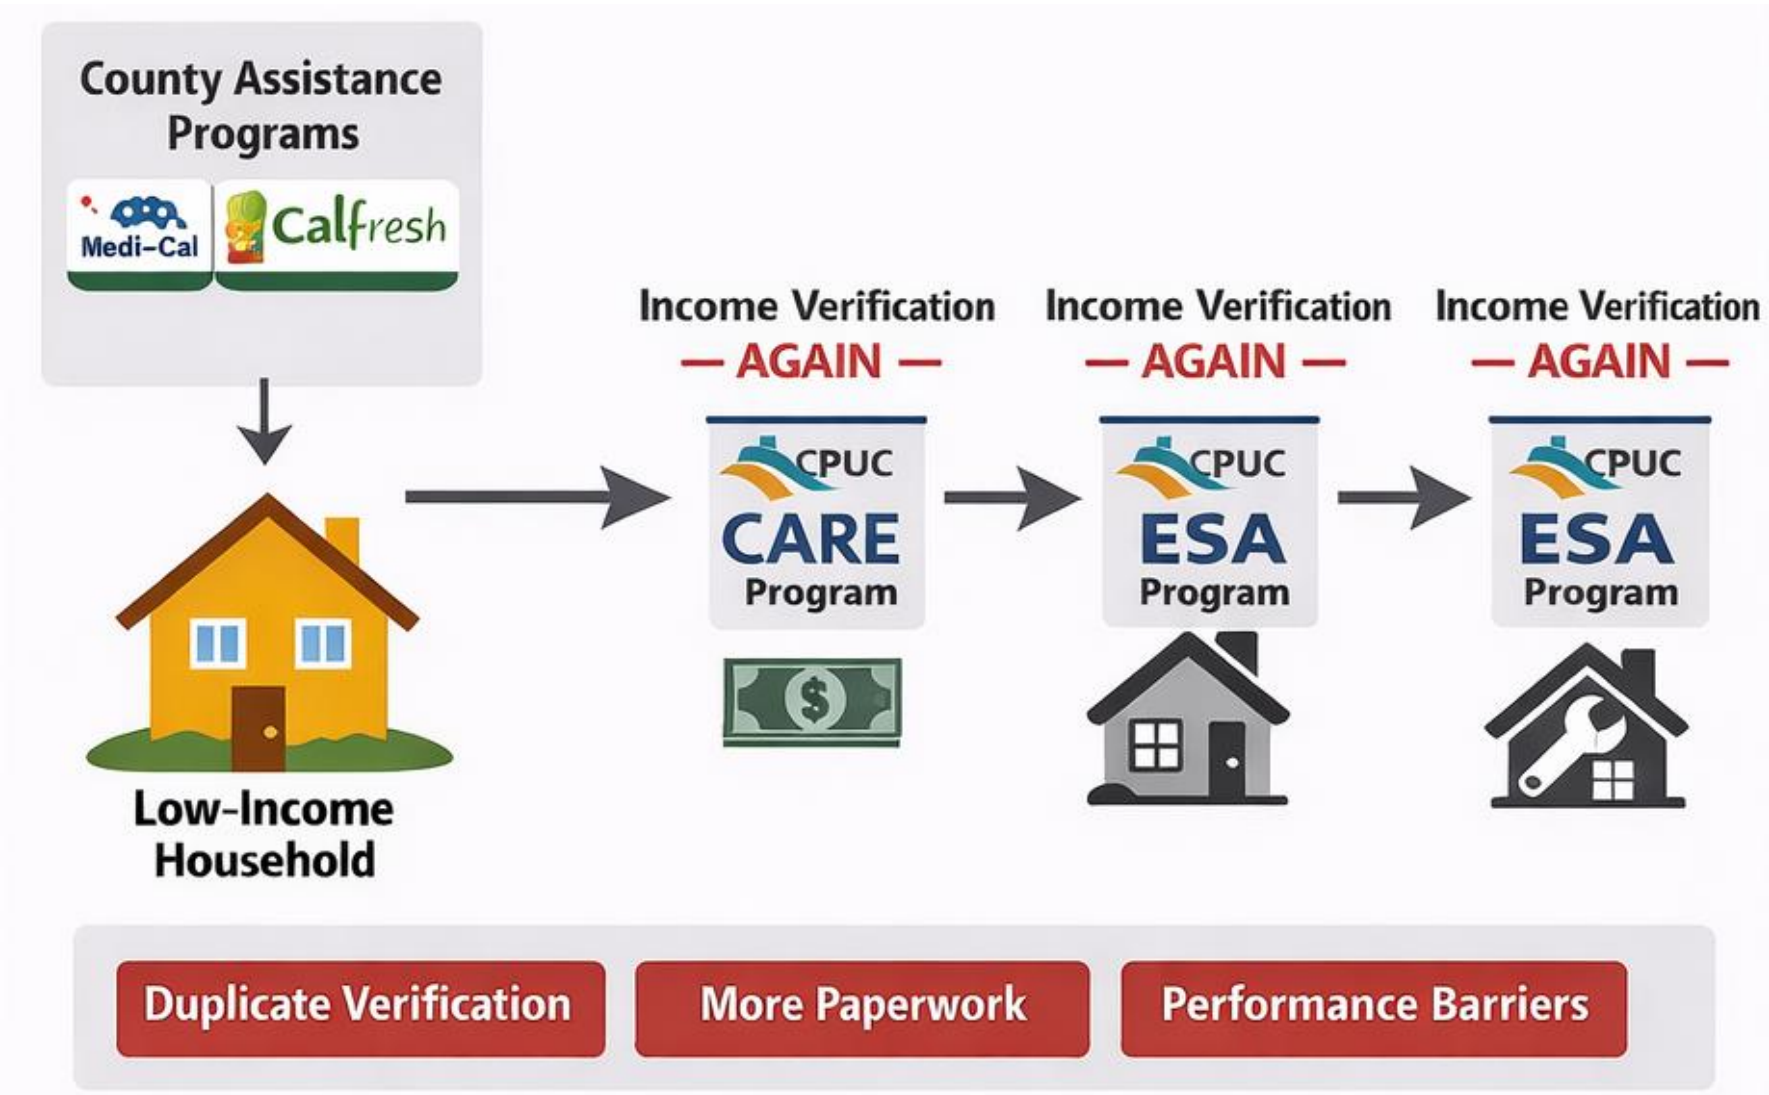 County Assistance
Programs
Medi-Cal
Calfresh
Income Verification
— AGAIN —
CPUC
CARE
Program
Income Verification
— AGAIN —
CPUC
ESA
Program
Income Verification
— AGAIN —
CPUC
ESA
Program
$
Low-Income
Household
Duplicate Verification
More Paperwork
Performance Barriers